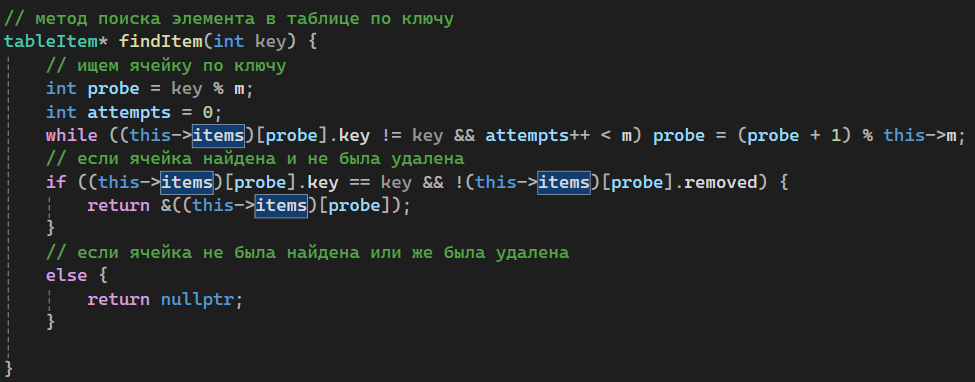 // метод поиска элемента в таблице по ключу
tableItem* findItem(int key) {
    // ищем ячейку по ключу
    int probe = key % m;
    int attempts = 0;
    while ((this->items)[probe].key != key && attempts++ < m) probe = (probe + 1) % this->m;
    // если ячейка найдена и не была удалена
    if ((this->items)[probe].key == key && !(this->items)[probe].removed) {
        return &((this->items)[probe]);
    }
    // если ячейка не была найдена или же была удалена
    else {
        return nullptr;
    }
}